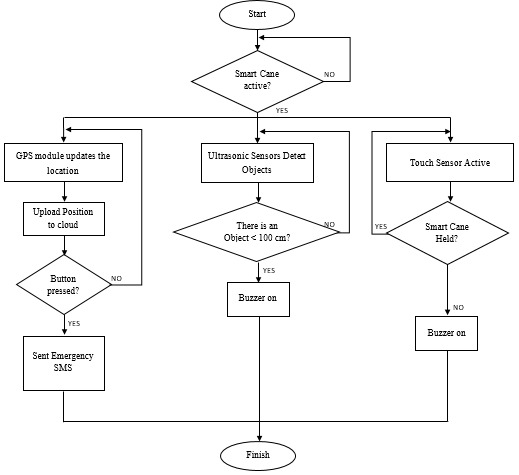 Start
Smart Cane
active?
NO
YES
GPS module updates the
location
Upload Position
to cloud
Button
pressed?
NO
YES
Sent Emergency
SMS
Ultrasonic Sensors Detect
Objects
There is an
Object < 100 cm?
NO
YES
Buzzer on
Touch Sensor Active
Smart Cane
Held?
YES
NO
Buzzer on
Finish